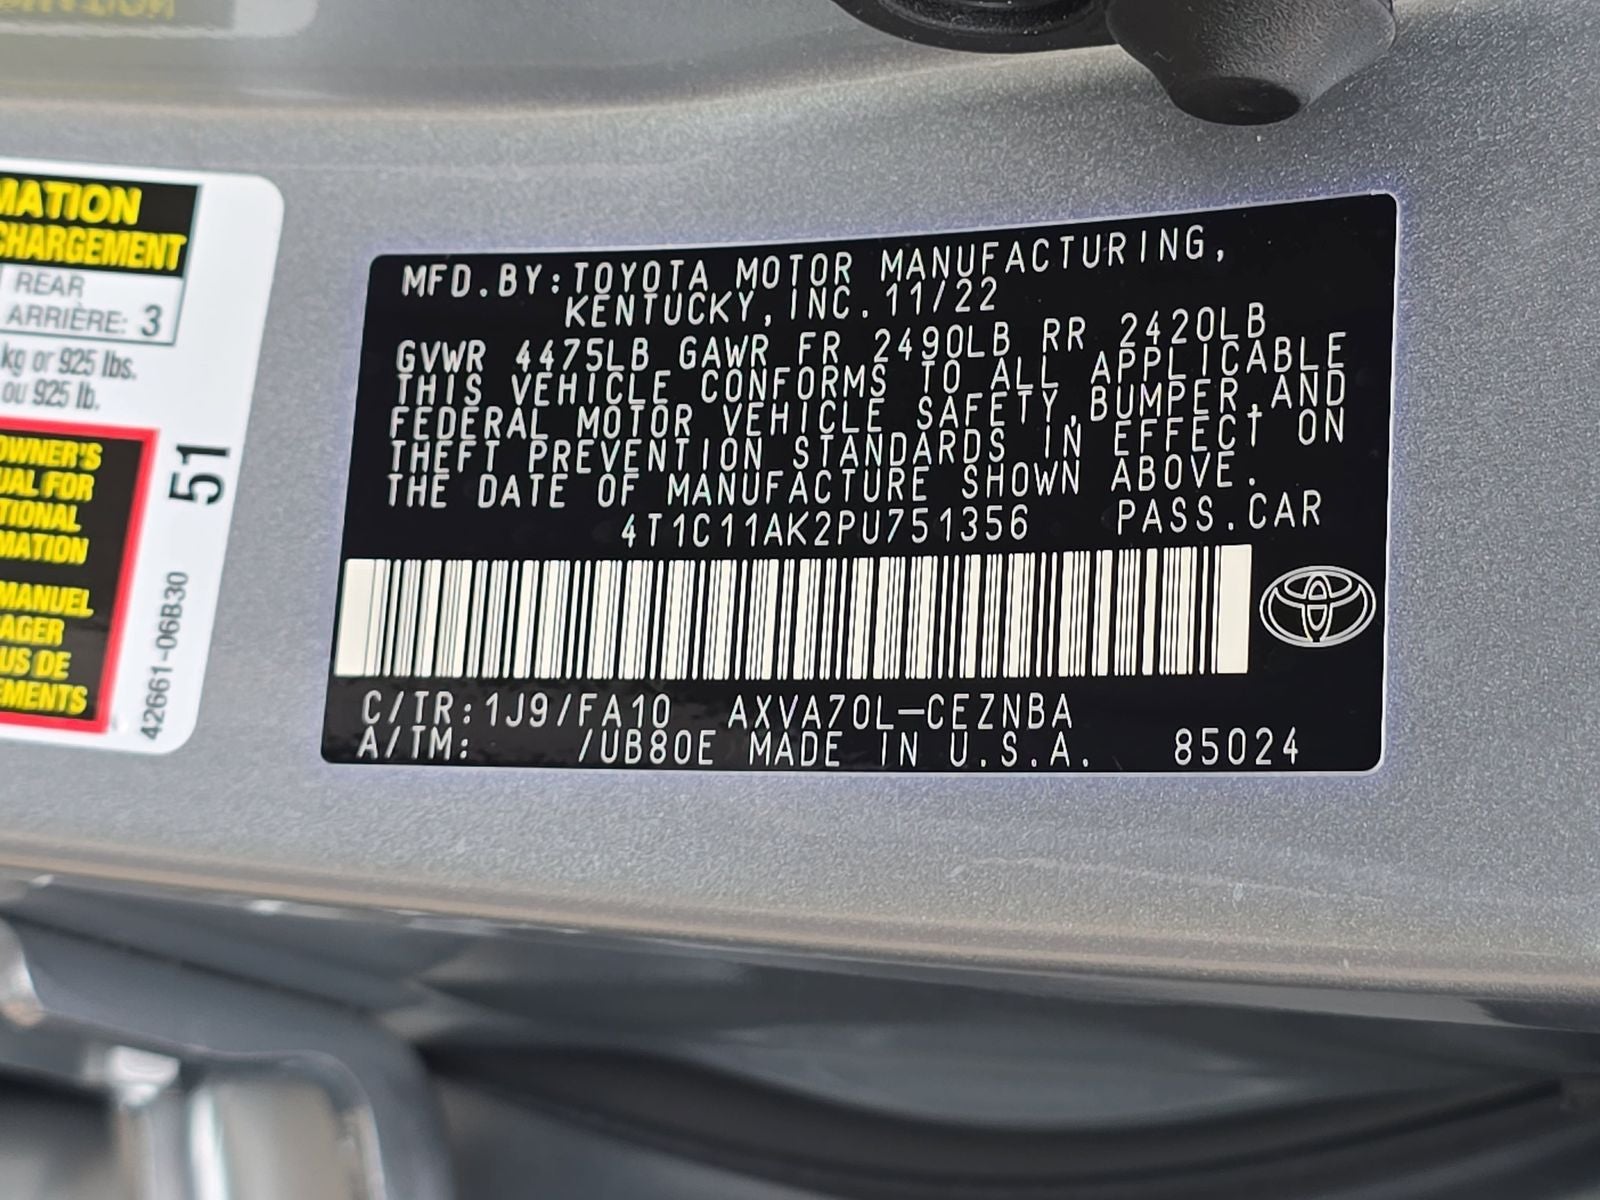 MATION
CHARGEMENT
REAR
ARRIÈRE: 3
kg or 925 lbs.
ou 925 lb.
OWNER'S
UAL FOR
TIONAL
MATION
MANUEL
AGER
US DE
EMENTS
51
42661-06B30
MFD.BY:TOYOTA MOTOR MANUFACTURING,
KENTUCKY,INC.11/22
GVWR 4475LB GAWR FR 2490LB RR 2420LB
THIS VEHICLE CONFORMS TO ALL APPLICABLE
FEDERAL MOTOR VEHICLE SAFETY,BUMPER,AND
THEFT PREVENTION STANDARDS IN EFFECT ON
THE DATE OF MANUFACTURE SHOWN ABOVE.
4T1C11AK2PU751356 PASS.CAR
C/TR:1J9/FA10 AXVA70L-CEZNBA
A/TM: /UB80E MADE IN U.S.A. 85024